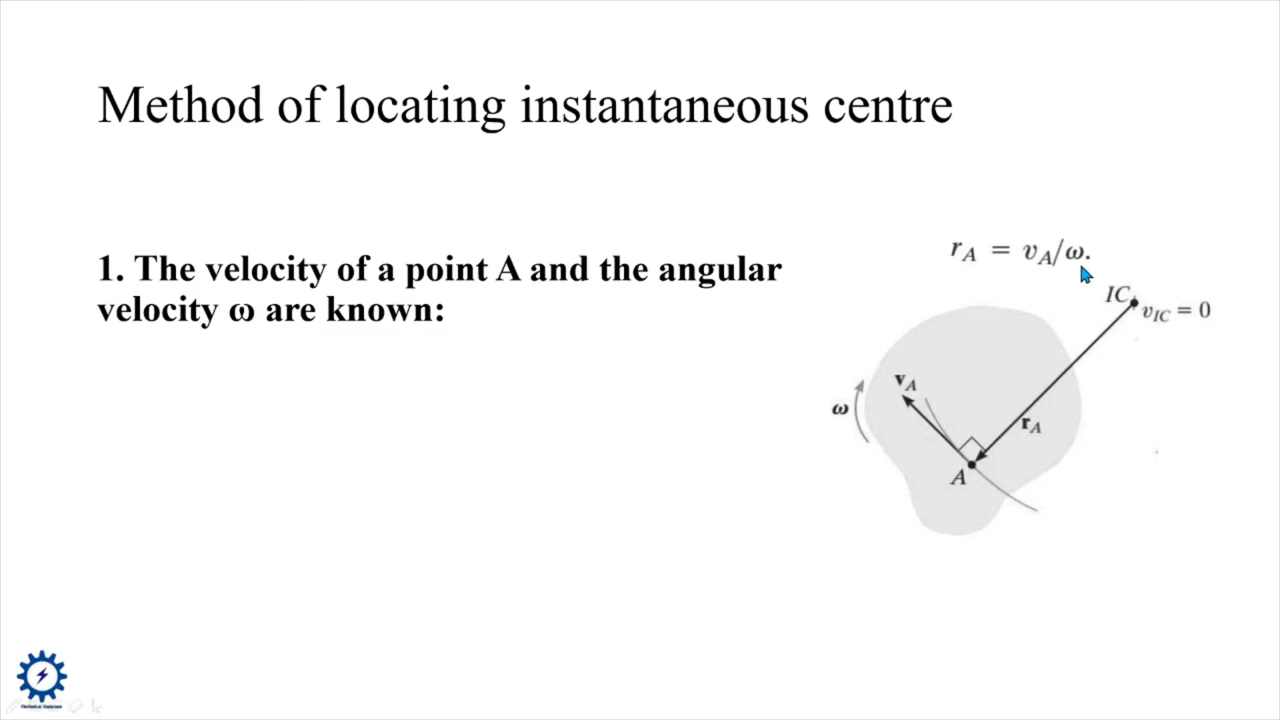 Method of locating instantaneous centre
1. The velocity of a point A and the angular
velocity ω are known:
r_A = v_A/ω.
IC
v_IC = 0
v_A
ω
r_A
A